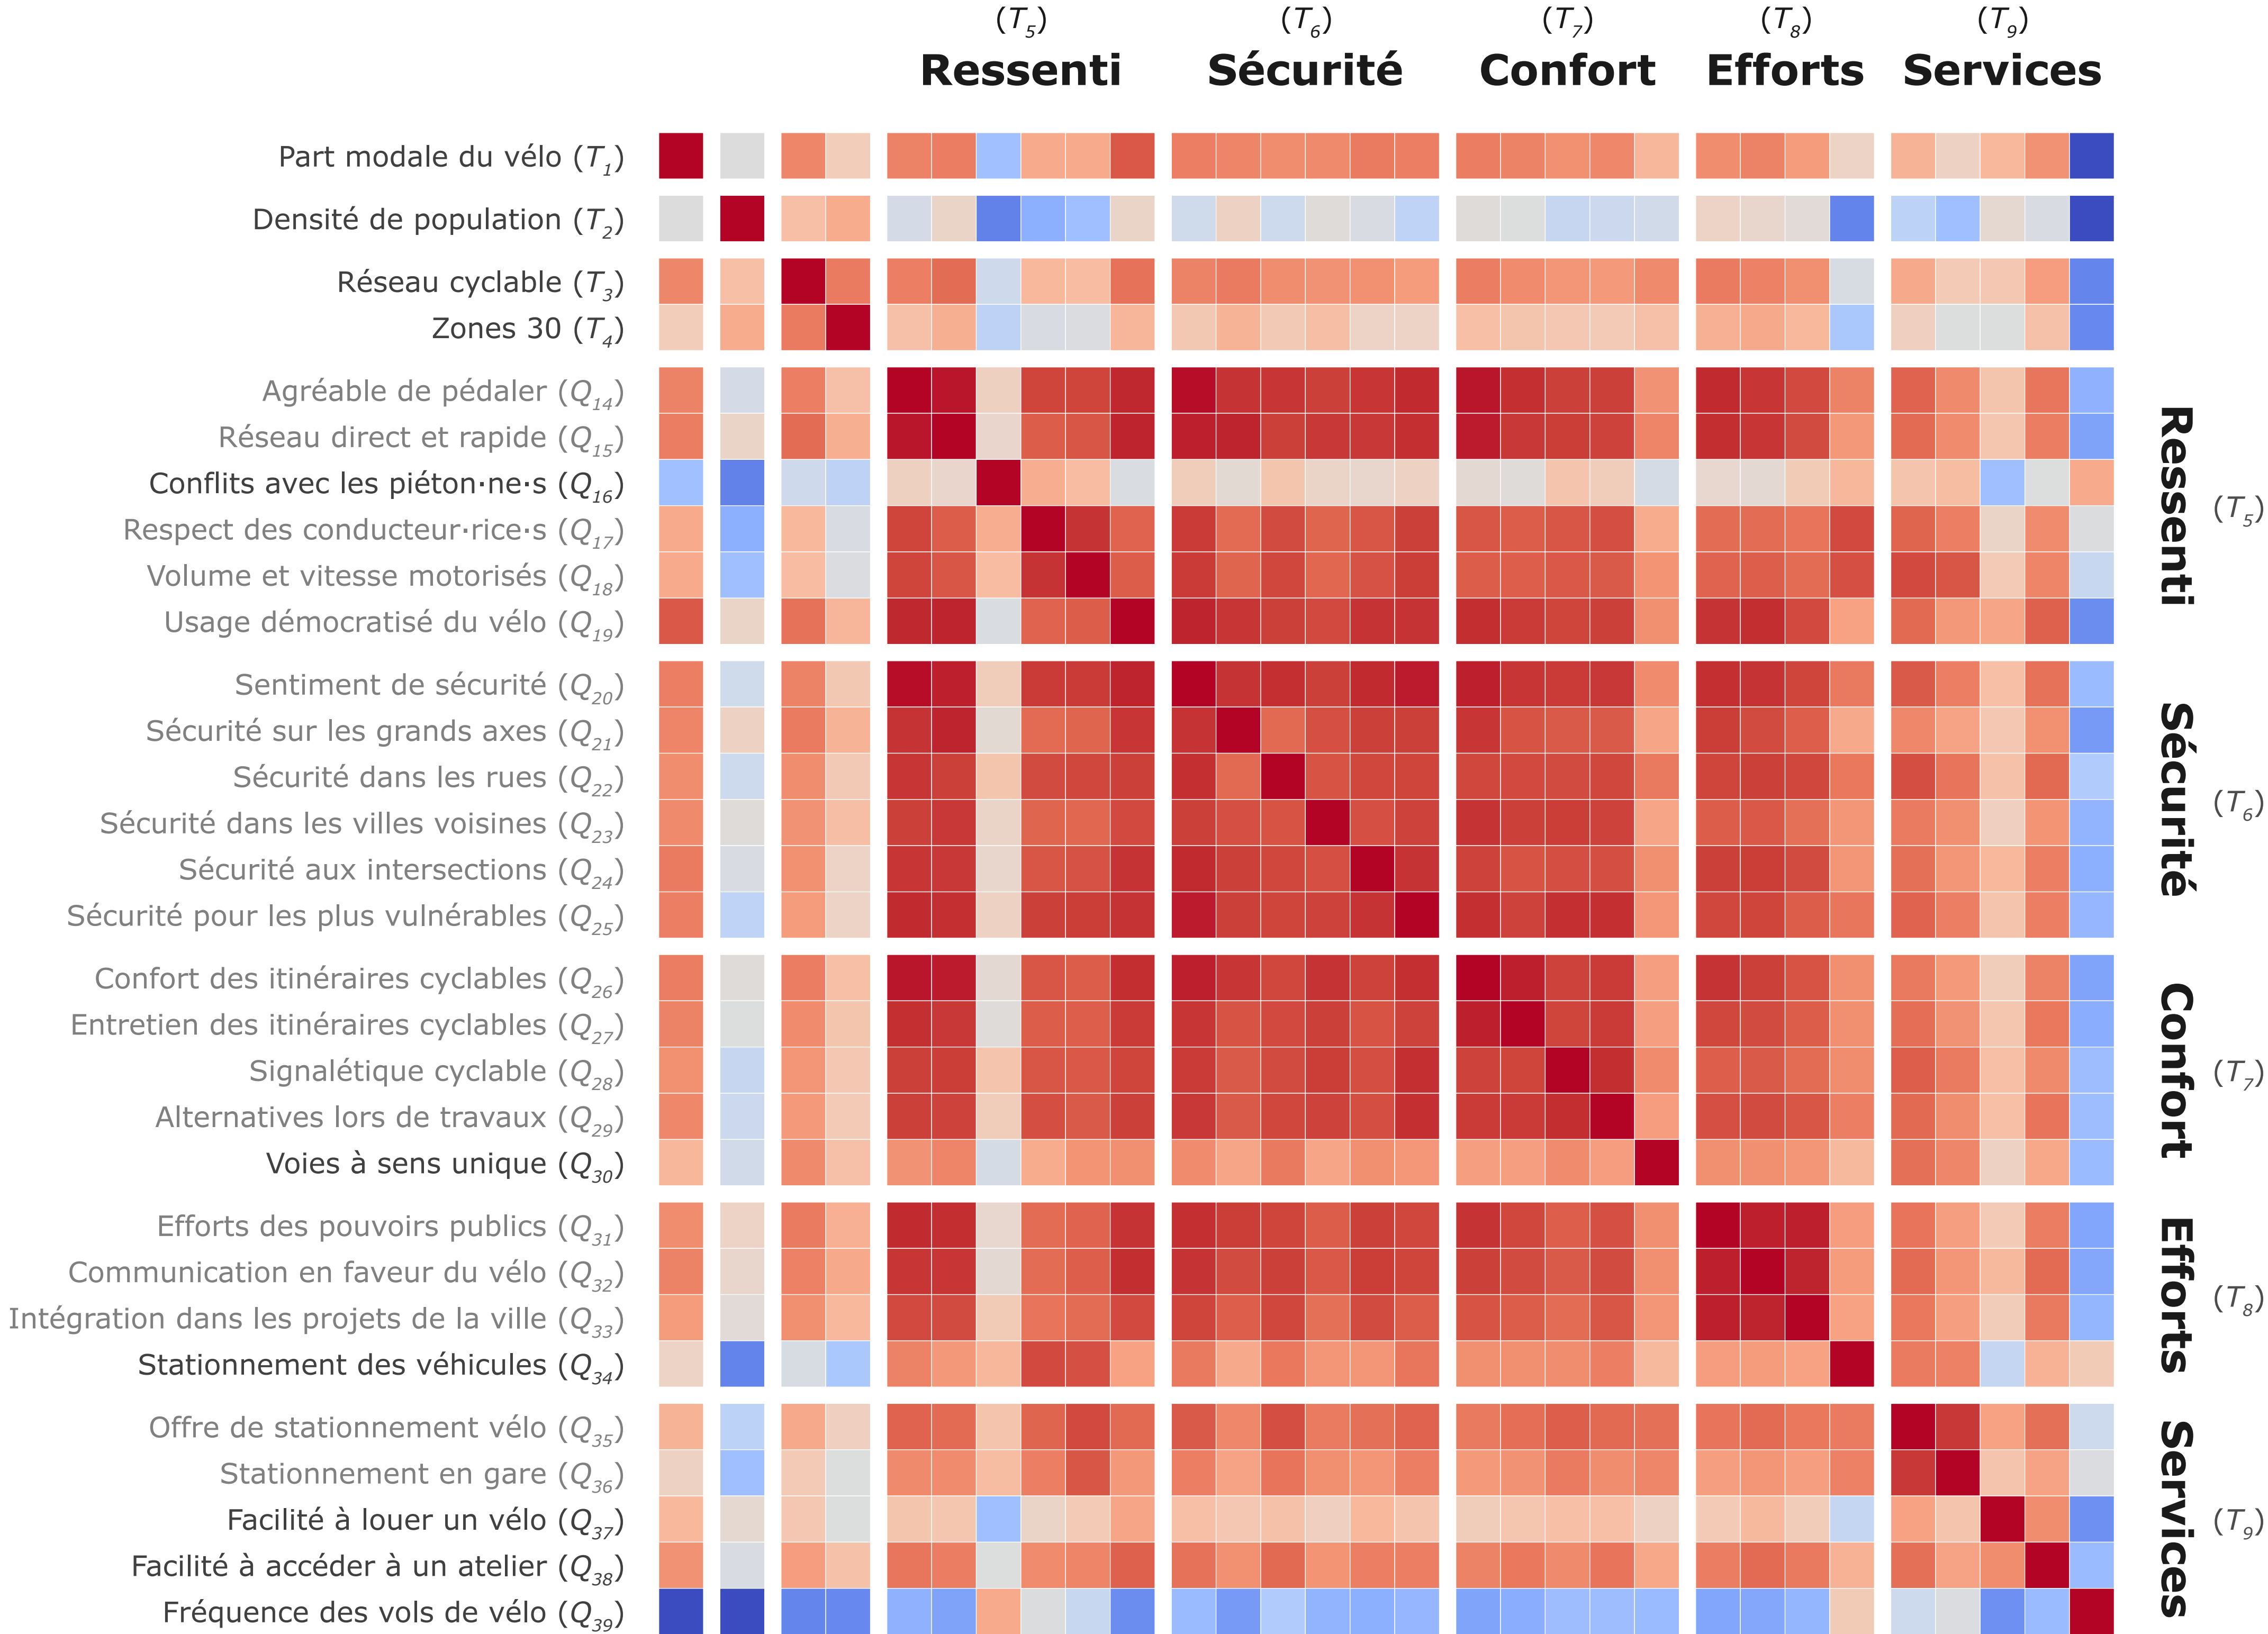 (T5) (T6) (T7) (T8) (T9)
Ressenti Sécurité Confort Efforts Services
Part modale du vélo (T1)
Densité de population (T2)
Réseau cyclable (T3)
Zones 30 (T4)
Agréable de pédaler (Q14)
Réseau direct et rapide (Q15)
Conflits avec les piéton·ne·s (Q16)
Respect des conducteur·rice·s (Q17)
Volume et vitesse motorisés (Q18)
Usage démocratisé du vélo (Q19)
Ressenti
(T5)
Sentiment de sécurité (Q20)
Sécurité sur les grands axes (Q21)
Sécurité dans les rues (Q22)
Sécurité dans les villes voisines (Q23)
Sécurité aux intersections (Q24)
Sécurité pour les plus vulnérables (Q25)
Sécurité
(T6)
Confort des itinéraires cyclables (Q26)
Entretien des itinéraires cyclables (Q27)
Signalétique cyclable (Q28)
Alternatives lors de travaux (Q29)
Voies à sens unique (Q30)
Confort
(T7)
Efforts des pouvoirs publics (Q31)
Communication en faveur du vélo (Q32)
Intégration dans les projets de la ville (Q33)
Stationnement des véhicules (Q34)
Efforts
(T8)
Offre de stationnement vélo (Q35)
Stationnement en gare (Q36)
Facilité à louer un vélo (Q37)
Facilité à accéder à un atelier (Q38)
Fréquence des vols de vélo (Q39)
Services
(T9)